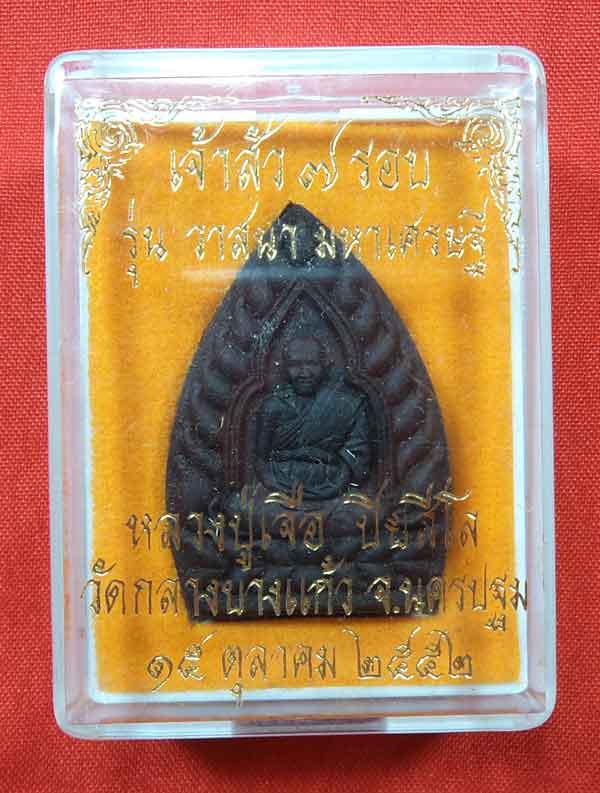 เจ้าสัว ๗ รอบ
รุ่น วาสนา มหาเศรษฐี
หลวงปู่เจือ ปิยสีโล
วัดกลางบางแก้ว จ.นครปฐม
๑๕ ตุลาคม ๒๕๕๒